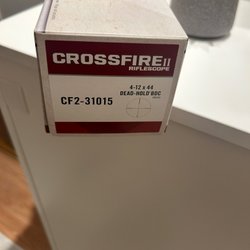 CROSSFIRE II
RIFLESCOPE
4-12 x 44
CF2-31015
DEAD-HOLD BDC